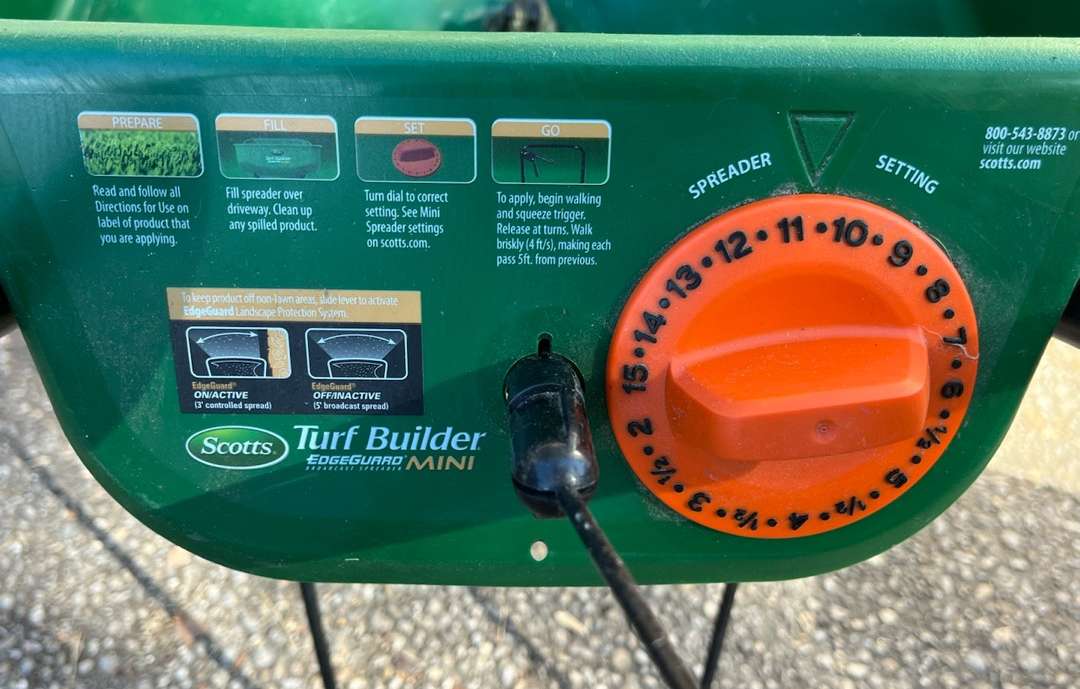 PREPARE
Read and follow all
Directions for Use on
label of product that
you are applying.
FILL
Turf Builder
Fill spreader over
driveway. Clean up
any spilled product.
SET
Turn dial to correct
setting. See Mini
Spreader settings
on scotts.com.
GO
To apply, begin walking
and squeeze trigger.
Release at turns. Walk
briskly (4 ft/s), making each
pass 5ft. from previous.
SPREADER SETTING
800-543-8873 or
visit our website
scotts.com
To keep product off non-lawn areas, slide lever to activate
EdgeGuard Landscape Protection System.
EdgeGuard®
ON/ACTIVE
(3' controlled spread)
EdgeGuard®
OFF/INACTIVE
(5' broadcast spread)
Scotts.
Turf Builder®
EDGEGUARD® MINI
BROADCAST SPREADER
2 • 15 • 14 • 13 • 12 • 11 • 10 • 9 • 8 • 7 • 6 • ½ • 5 • ½ • 4 • ½ • 3 • ½ •